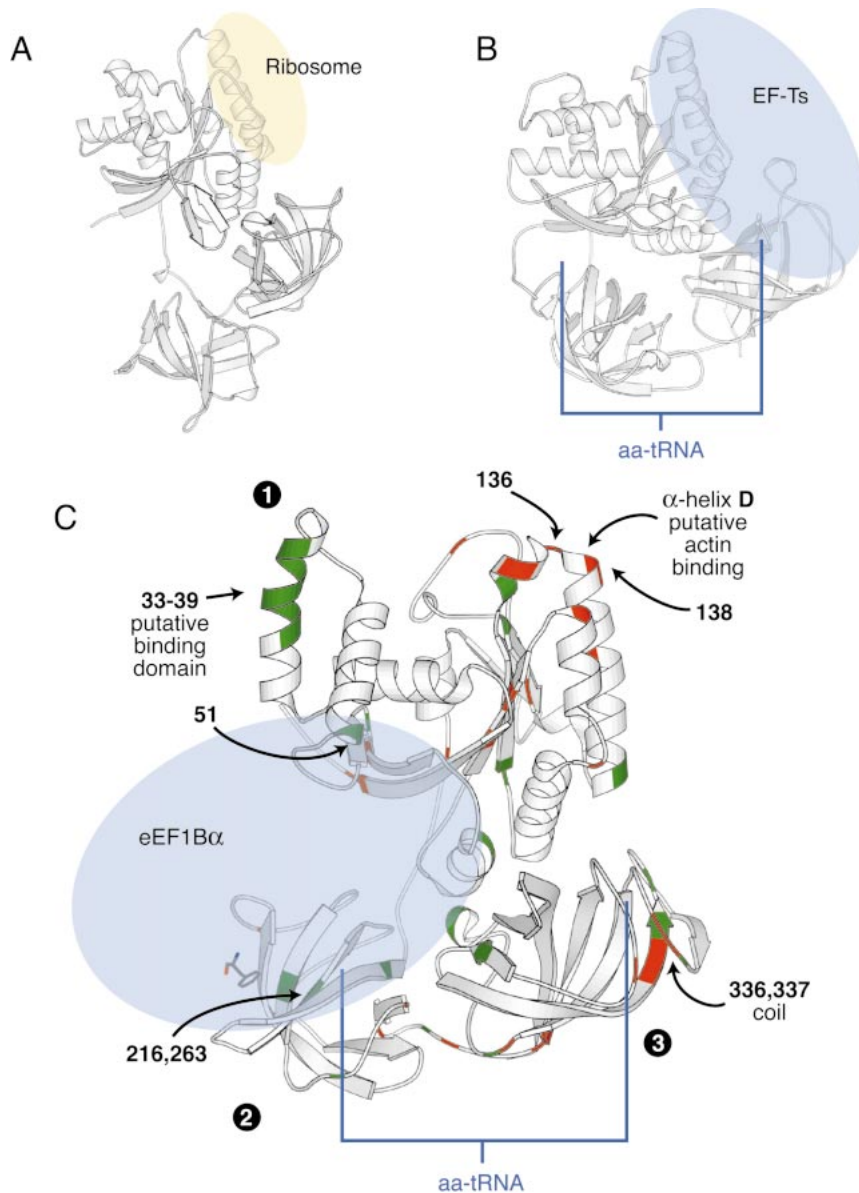 A
Ribosome
B
EF-Ts
aa-tRNA
C
1
136
α-helix D
putative
actin
binding
138
33-39
putative
binding
domain
51
eEF1Bα
336,337
coil
3
216,263
2
aa-tRNA